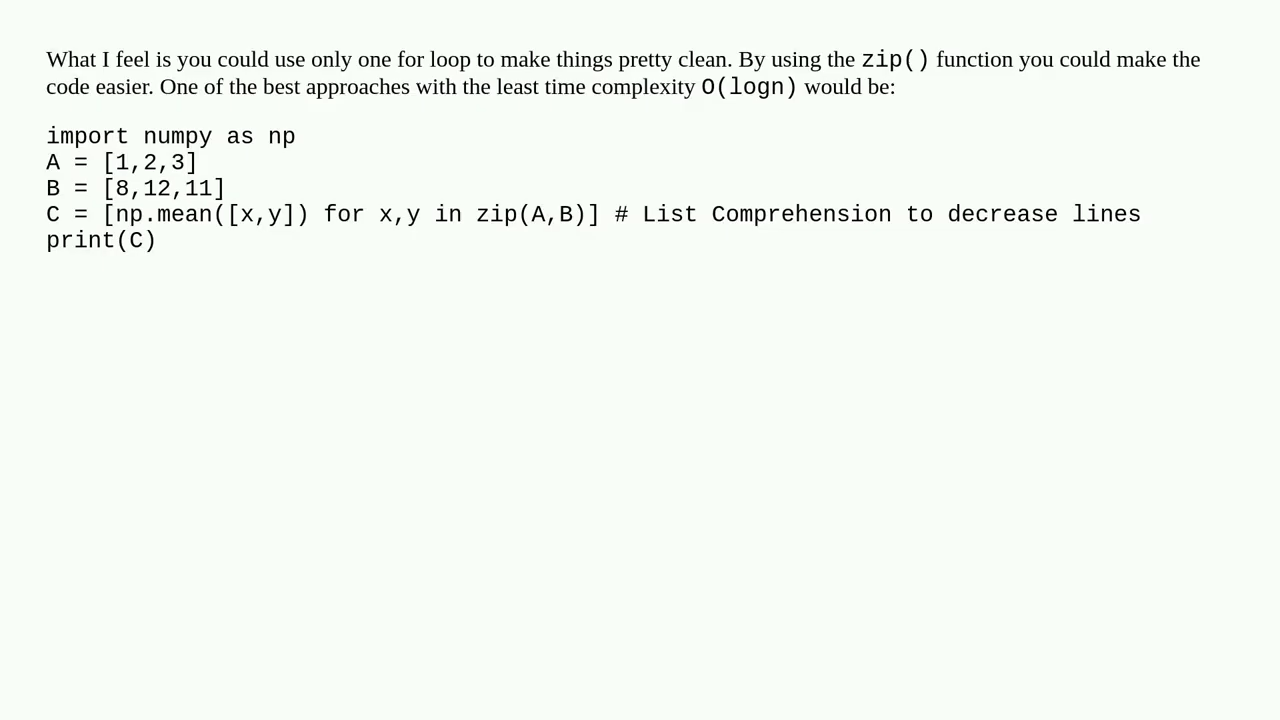 What I feel is you could use only one for loop to make things pretty clean. By using the zip() function you could make the
code easier. One of the best approaches with the least time complexity O(logn) would be:
import numpy as np
A = [1,2,3]
B = [8,12,11]
C = [np.mean([x,y]) for x,y in zip(A,B)] # List Comprehension to decrease lines
print(C)